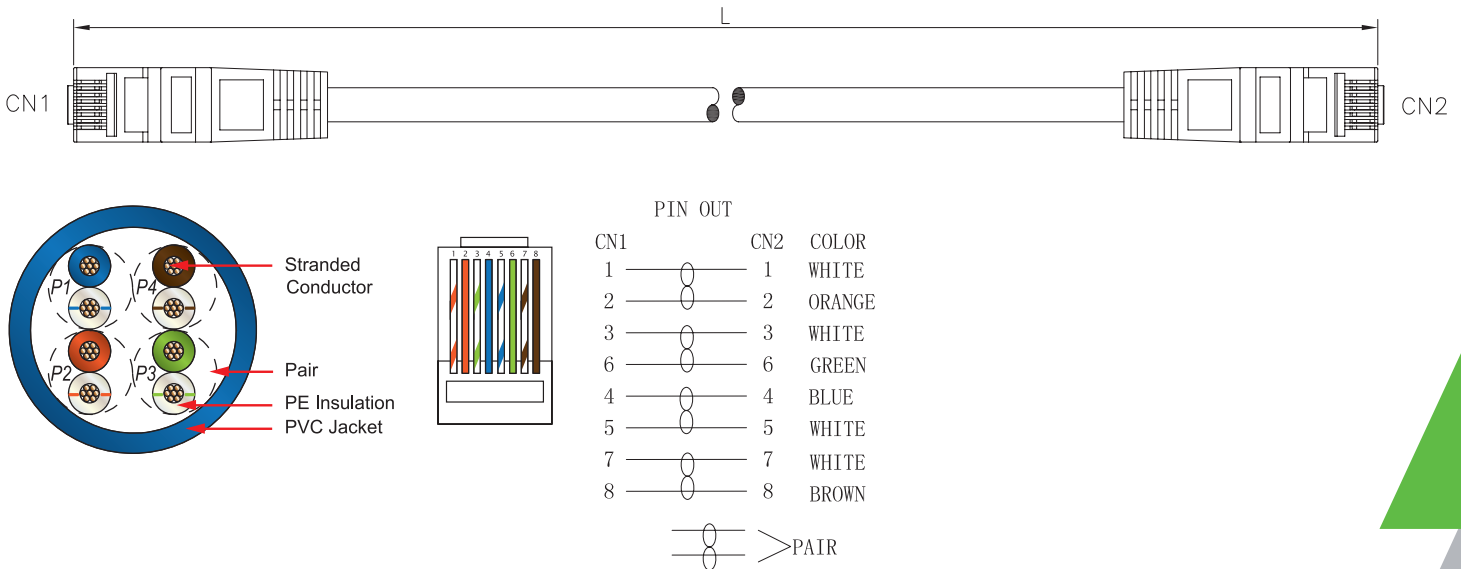 L
CN1
CN2
P1
P4
P2
P3
Stranded
Conductor
Pair
PE Insulation
PVC Jacket
1 2 3 4 5 6 7 8
PIN OUT
CN1 CN2 COLOR
1 1 WHITE
2 2 ORANGE
3 3 WHITE
6 6 GREEN
4 4 BLUE
5 5 WHITE
7 7 WHITE
8 8 BROWN
PAIR